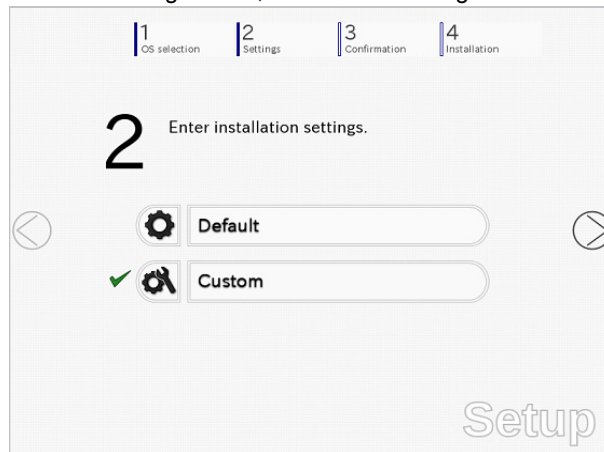 1
OS selection
2
Settings
3
Confirmation
4
Installation
2
Enter installation settings.
Default
Custom
Setup